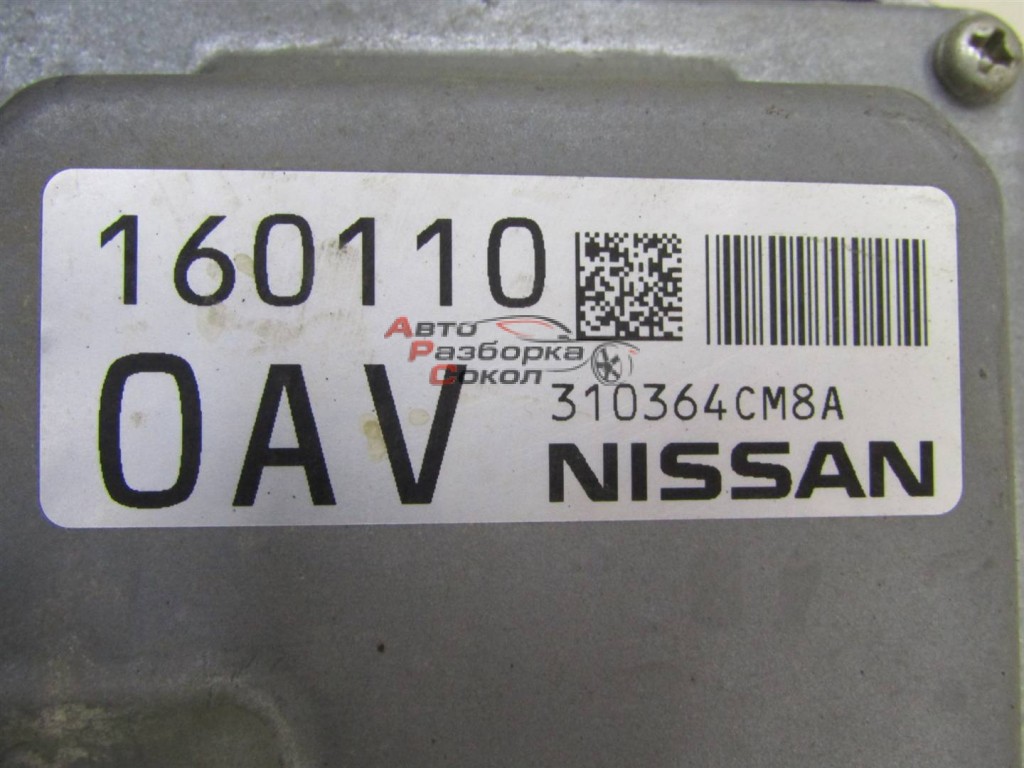 160110
0AV
310364CM8A
NISSAN
Авто
Разборка
Сокол